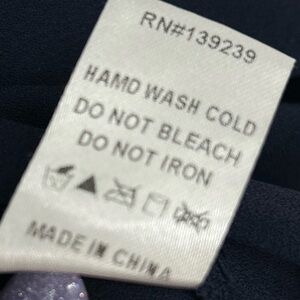 RN#139239
HAMD WASH COLD
DO NOT BLEACH
DO NOT IRON
MADE IN CHINA